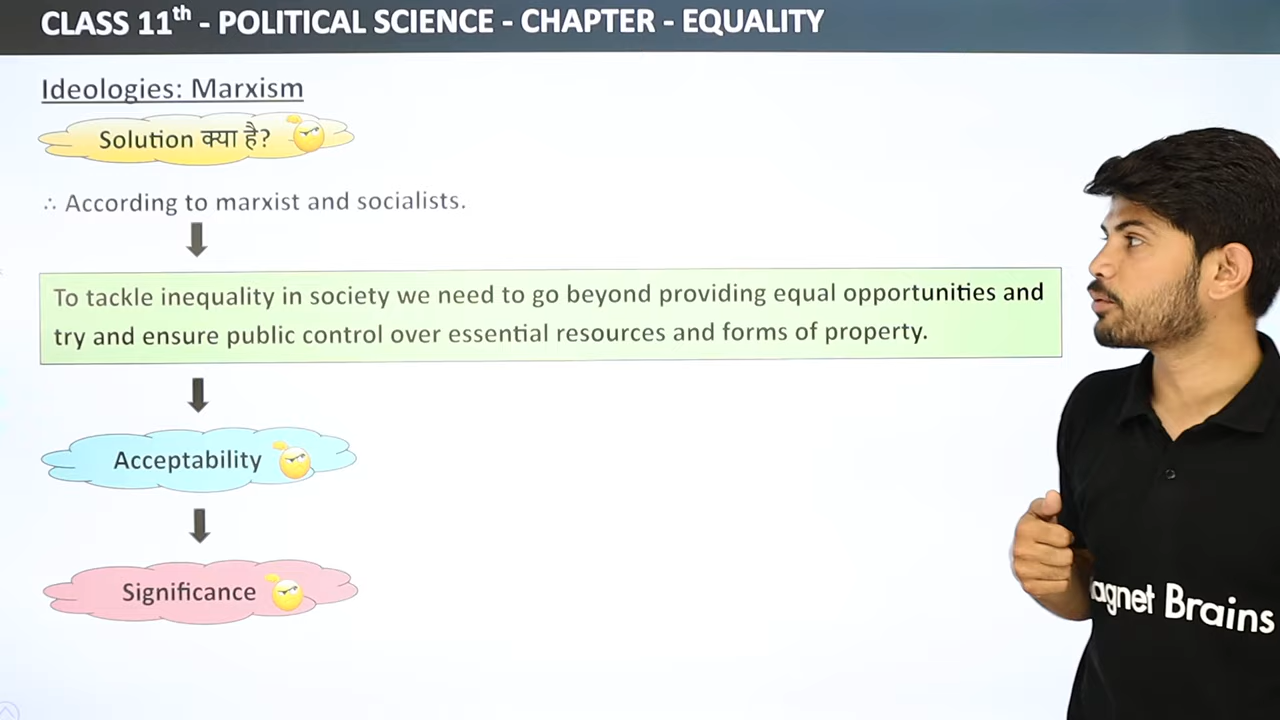 CLASS 11th - POLITICAL SCIENCE - CHAPTER - EQUALITY
Ideologies: Marxism
Solution क्या है?
∴ According to marxist and socialists.
To tackle inequality in society we need to go beyond providing equal opportunities and
try and ensure public control over essential resources and forms of property.
Acceptability
Significance
agnet Brains